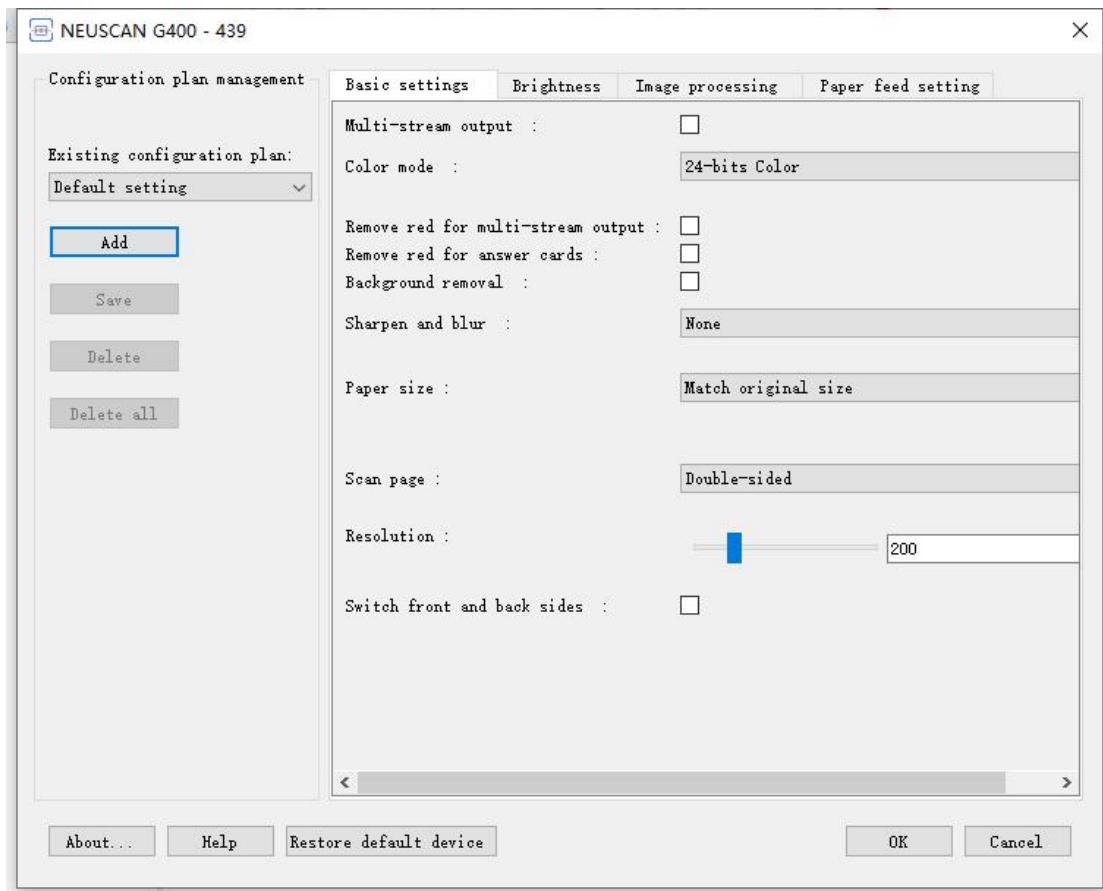 NEUSCAN G400 - 439
Configuration plan management
Existing configuration plan:
Default setting
Add
Save
Delete
Delete all
Basic settings
Brightness
Image processing
Paper feed setting
Multi-stream output :
Color mode : 24-bits Color
Remove red for multi-stream output :
Remove red for answer cards :
Background removal :
Sharpen and blur : None
Paper size : Match original size
Scan page : Double-sided
Resolution : 200
Switch front and back sides :
About... Help Restore default device OK Cancel